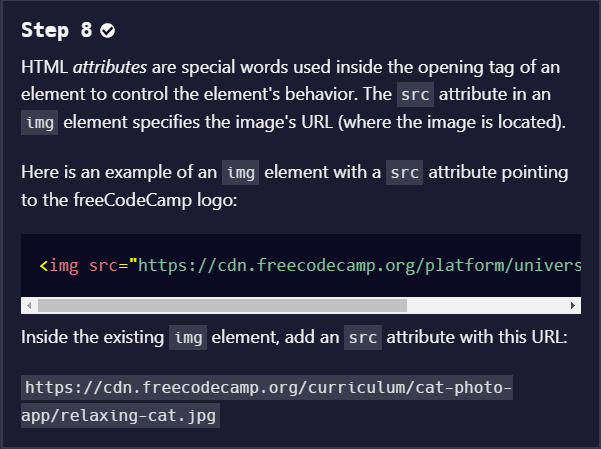 Step 8
HTML attributes are special words used inside the opening tag of an
element to control the element's behavior. The src attribute in an
img element specifies the image's URL (where the image is located).
Here is an example of an img element with a src attribute pointing
to the freeCodeCamp logo:
<img src="https://cdn.freecodecamp.org/platform/univers
Inside the existing img element, add an src attribute with this URL:
https://cdn.freecodecamp.org/curriculum/cat-photo-
app/relaxing-cat.jpg